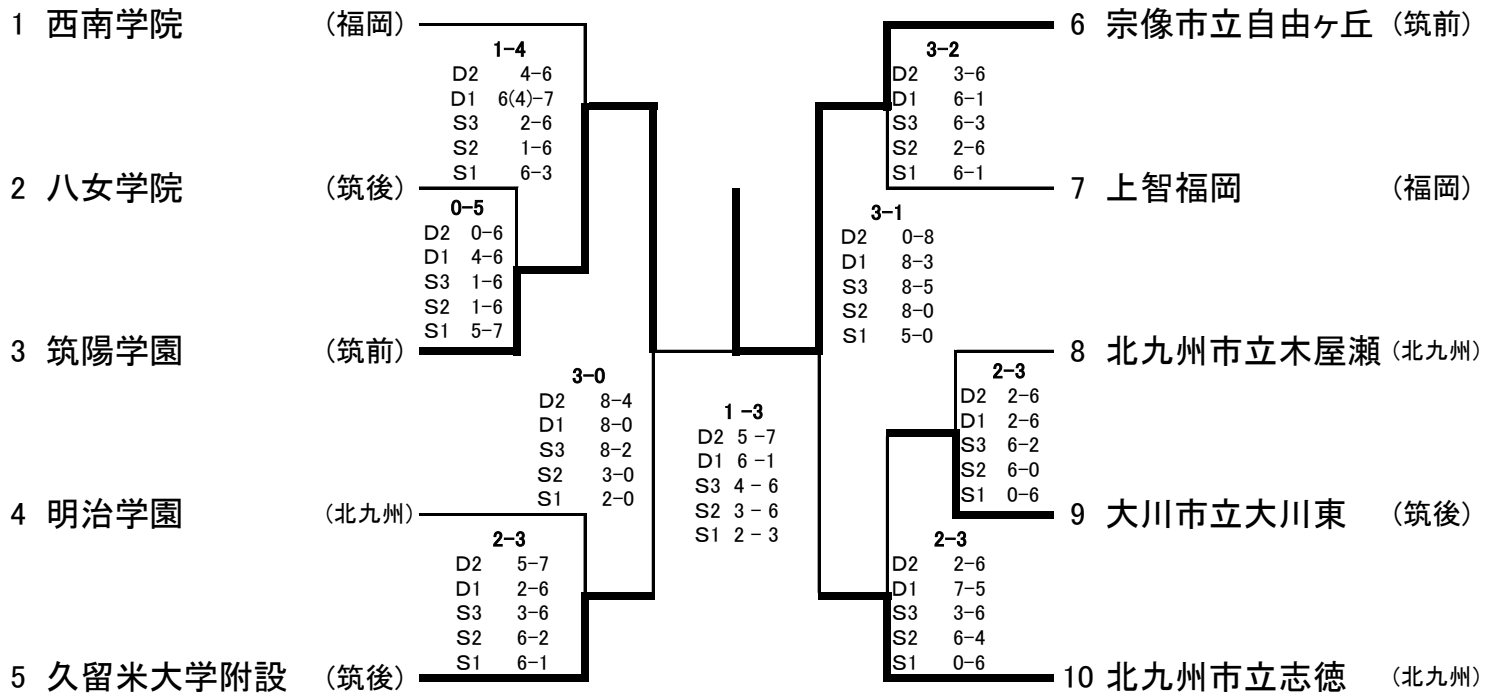 1 西南学院 (福岡)
1-4
D2 4-6
D1 6(4)-7
S3 2-6
S2 1-6
S1 6-3
2 八女学院 (筑後)
0-5
D2 0-6
D1 4-6
S3 1-6
S2 1-6
S1 5-7
3 筑陽学園 (筑前)
3-0
D2 8-4
D1 8-0
S3 8-2
S2 3-0
S1 2-0
4 明治学園 (北九州)
2-3
D2 5-7
D1 2-6
S3 3-6
S2 6-2
S1 6-1
5 久留米大学附設 (筑後)
1 -3
D2 5 -7
D1 6 -1
S3 4 - 6
S2 3 - 6
S1 2 - 3
6 宗像市立自由ヶ丘 (筑前)
3-2
D2 3-6
D1 6-1
S3 6-3
S2 2-6
S1 6-1
7 上智福岡 (福岡)
3-1
D2 0-8
D1 8-3
S3 8-5
S2 8-0
S1 5-0
8 北九州市立木屋瀬 (北九州)
2-3
D2 2-6
D1 2-6
S3 6-2
S2 6-0
S1 0-6
9 大川市立大川東 (筑後)
2-3
D2 2-6
D1 7-5
S3 3-6
S2 6-4
S1 0-6
10 北九州市立志徳 (北九州)